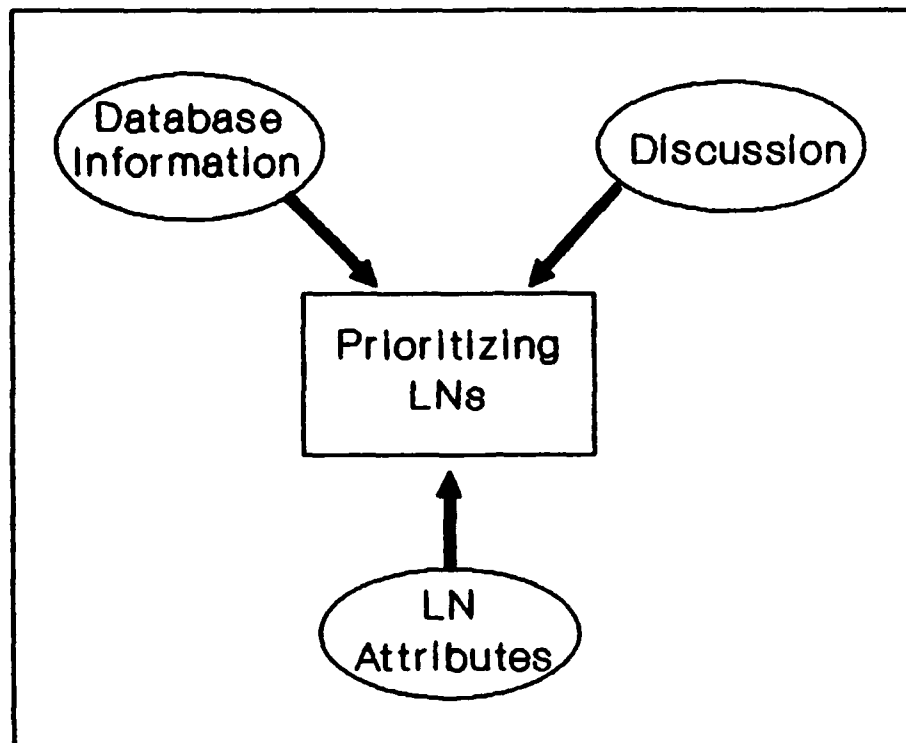 Database
Information
Discussion
Prioritizing
LNs
LN
Attributes